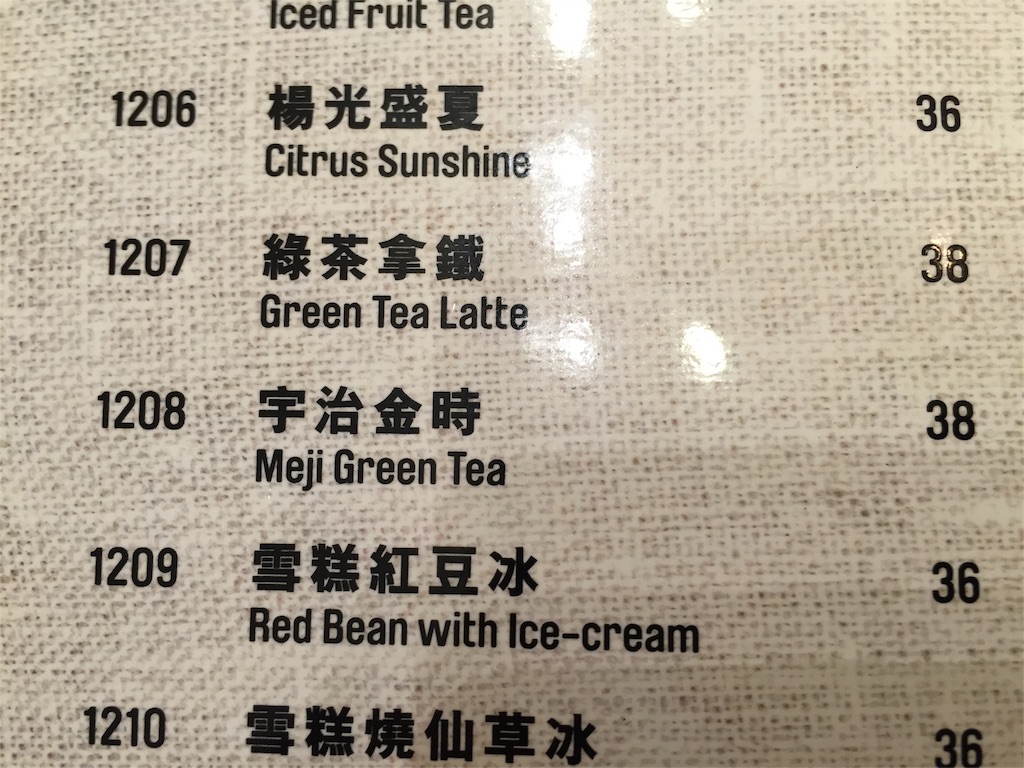 Iced Fruit Tea
1206 楊光盛夏 36
Citrus Sunshine
1207 綠茶拿鐵 38
Green Tea Latte
1208 宇治金時 38
Meji Green Tea
1209 雪糕紅豆冰 36
Red Bean with Ice-cream
1210 雪糕燒仙草冰 36